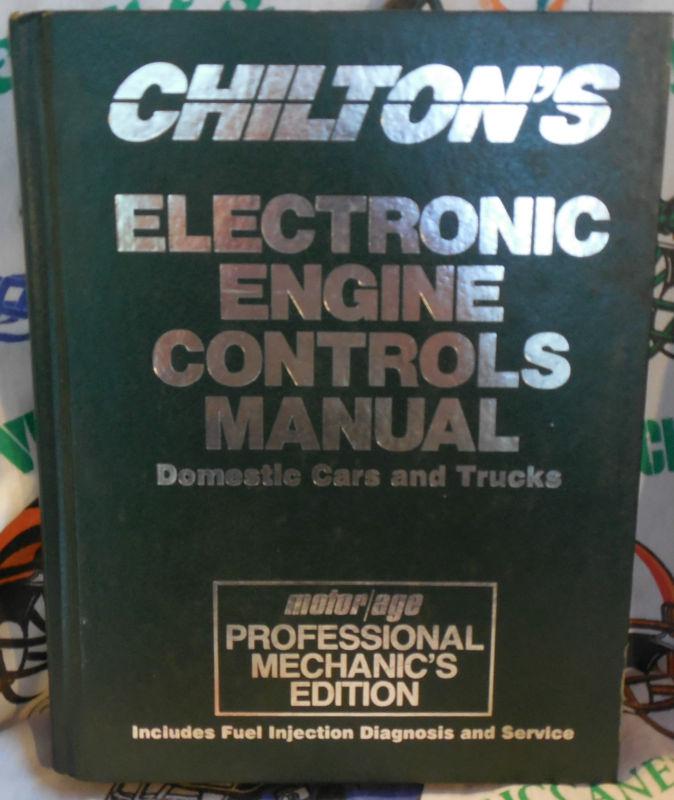 CHILTON'S
ELECTRONIC
ENGINE
CONTROLS
MANUAL
Domestic Cars and Trucks
motor/age
PROFESSIONAL
MECHANIC'S
EDITION
Includes Fuel Injection Diagnosis and Service